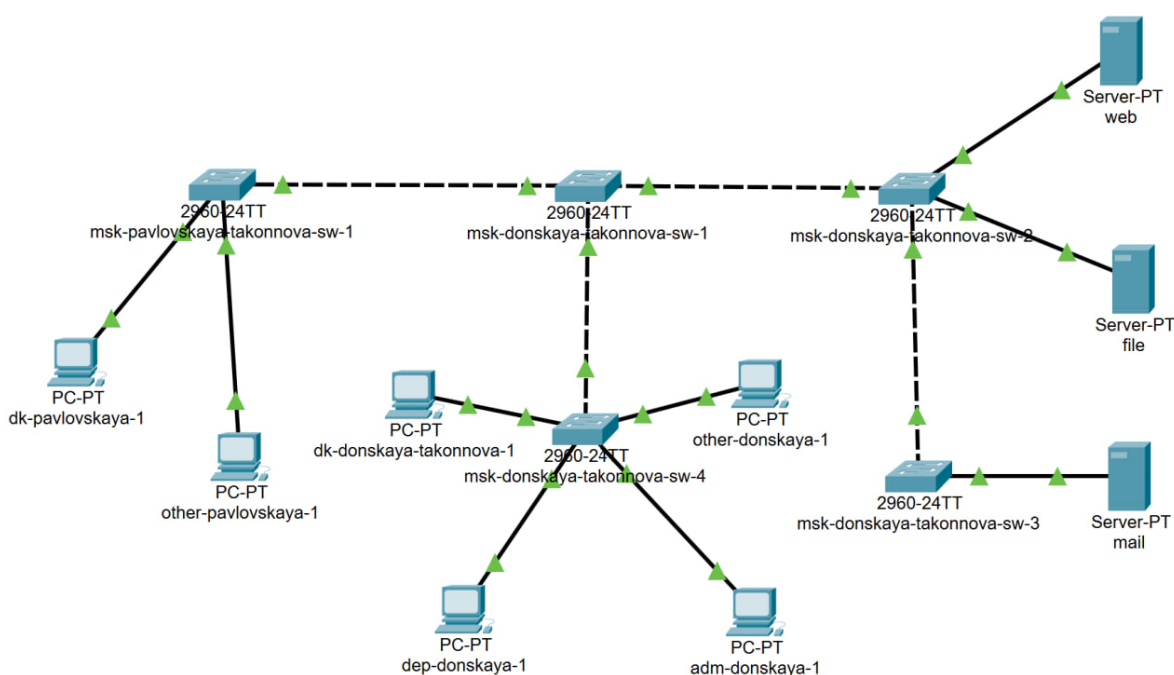 Server-PT
web
2960-24TT
msk-pavlovskaya-takonnova-sw-1
2960-24TT
msk-donskaya-takonnova-sw-1
2960-24TT
msk-donskaya-takonnova-sw-2
Server-PT
file
PC-PT
dk-pavlovskaya-1
PC-PT
other-pavlovskaya-1
PC-PT
dk-donskaya-takonnova-1
PC-PT
other-donskaya-1
2960-24TT
msk-donskaya-takonnova-sw-4
2960-24TT
msk-donskaya-takonnova-sw-3
Server-PT
mail
PC-PT
dep-donskaya-1
PC-PT
adm-donskaya-1